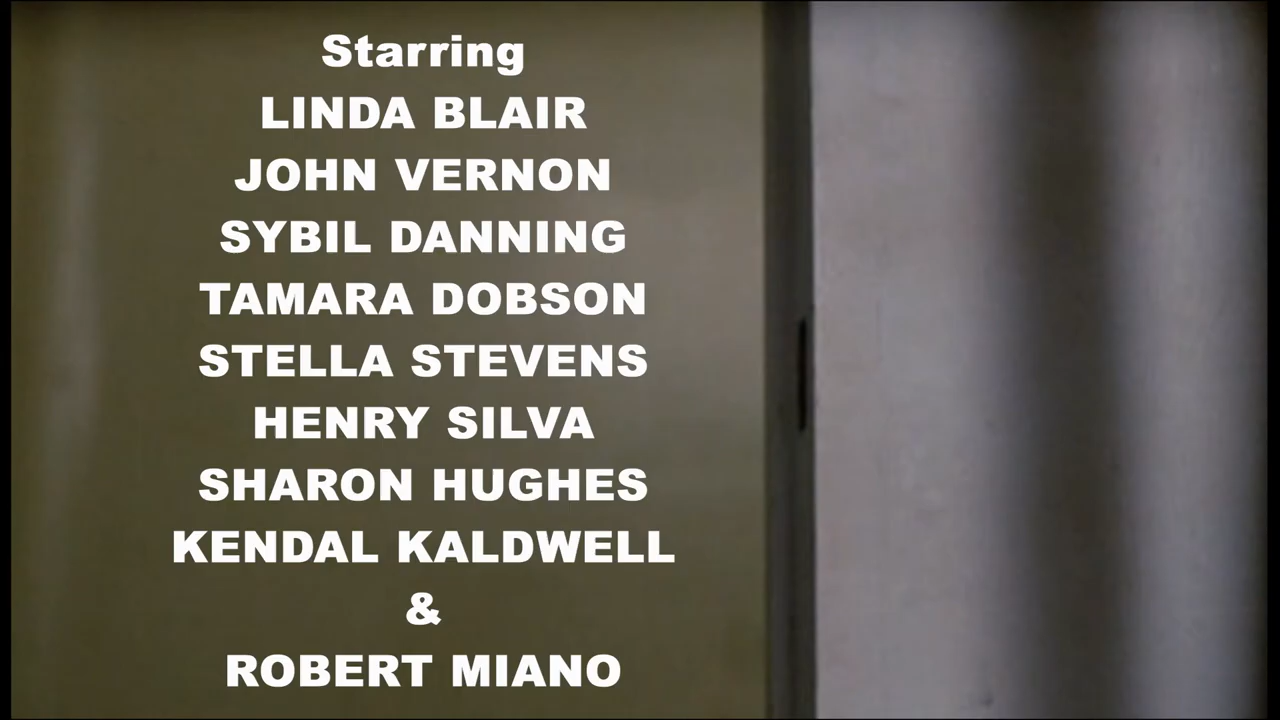 Starring
LINDA BLAIR
JOHN VERNON
SYBIL DANNING
TAMARA DOBSON
STELLA STEVENS
HENRY SILVA
SHARON HUGHES
KENDAL KALDWELL
&
ROBERT MIANO